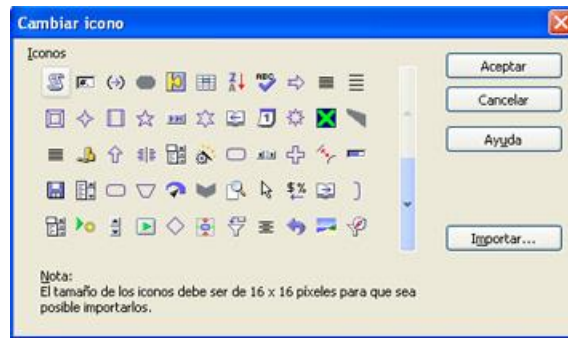 Cambiar icono
Iconos
Aceptar
Cancelar
Ayuda
Importar...
Nota:
El tamaño de los iconos debe ser de 16 x 16 píxeles para que sea
posible importarlos.